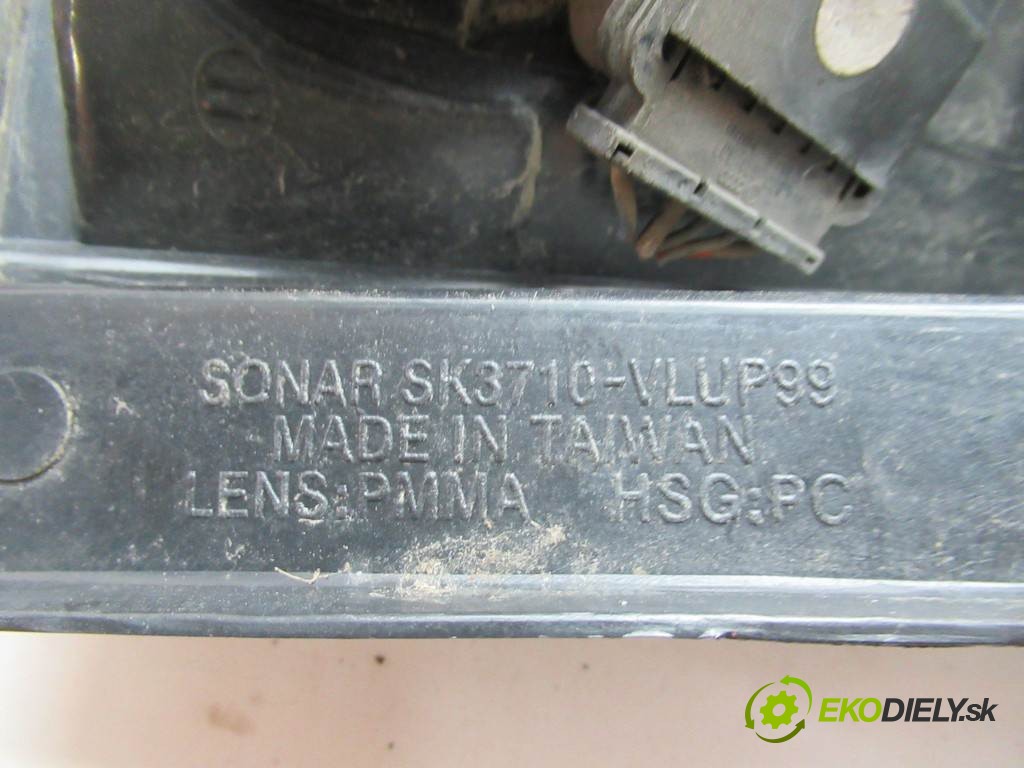 SONAR SK3710-VLUP99
MADE IN TAIWAN
LENS:PMMA HSG:PC
EKODIELY.sk